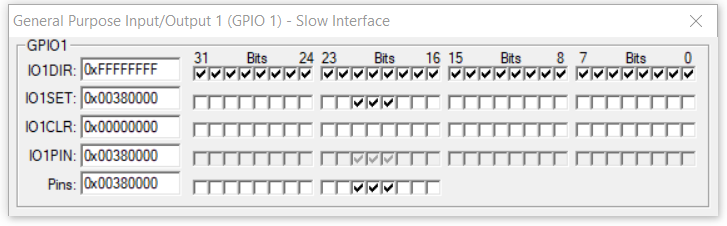 General Purpose Input/Output 1 (GPIO 1) - Slow Interface
GPIO1
31 Bits 24 23 Bits 16 15 Bits 8 7 Bits 0
IO1DIR: 0xFFFFFFFF
IO1SET: 0x00380000
IO1CLR: 0x00000000
IO1PIN: 0x00380000
Pins: 0x00380000